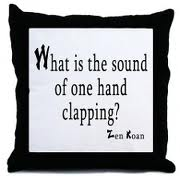 What is the sound
of one hand
clapping?
Zen Koan